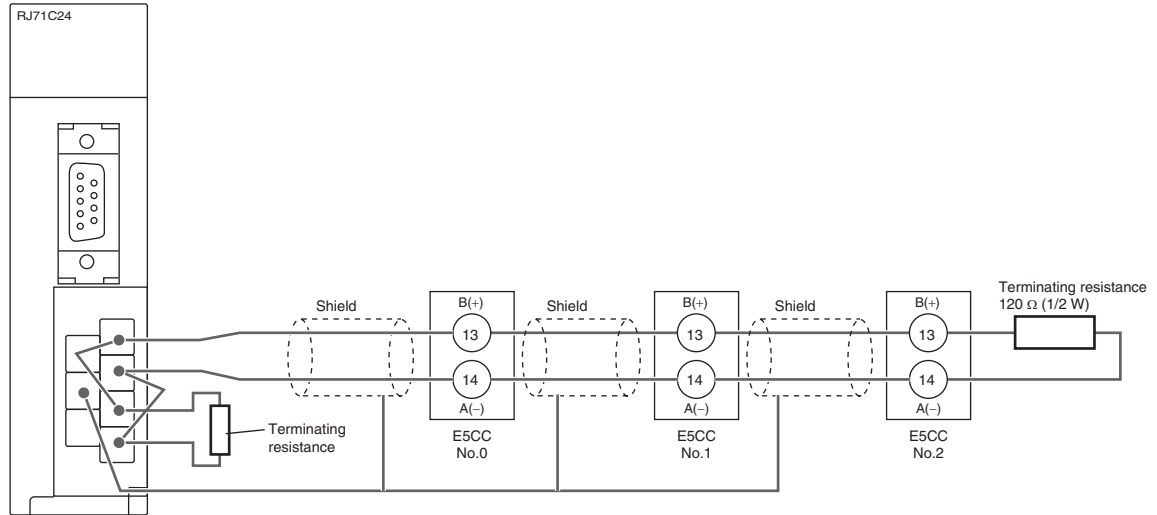 RJ71C24
Terminating resistance
120 Ω (1/2 W)
Shield
B(+)
Shield
B(+)
Shield
B(+)
13
13
13
14
14
14
A(−)
A(−)
A(−)
Terminating
resistance
E5CC
No.0
E5CC
No.1
E5CC
No.2